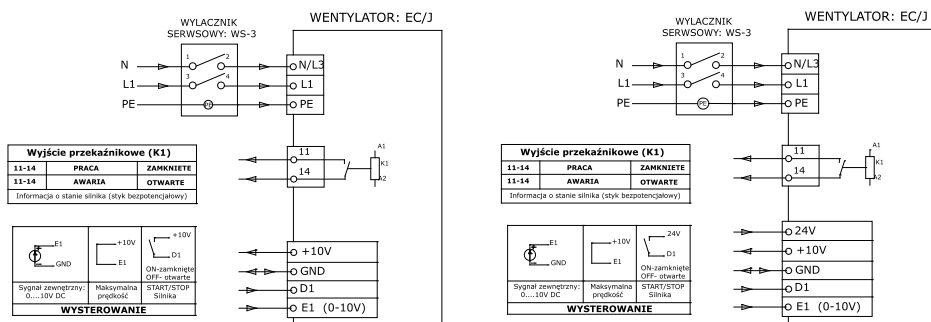 WENTYLATOR: EC/J
WYLACZNIK
SERWSOWY: WS-3
1 2
N N/L3
3 4
L1 L1
PE PE PE
Wyjście przekaźnikowe (K1)
11-14 PRACA ZAMKNIETE
11-14 AWARIA OTWARTE
Informacja o stanie silnika (styk bezpotencjałowy)
11
14
A1
K1
A2
E1
GND
+10V
E1
+10V
D1
ON-zamknięte
OFF- otwarte
Sygnał zewnętrzny:
0....10V DC
Maksymalna
prędkość
START/STOP
Silnika
WYSTEROWANIE
+10V
GND
D1
E1 (0-10V)
WENTYLATOR: EC/J
WYLACZNIK
SERWSOWY: WS-3
1 2
N N/L3
3 4
L1 L1
PE PE PE
Wyjście przekaźnikowe (K1)
11-14 PRACA ZAMKNIETE
11-14 AWARIA OTWARTE
Informacja o stanie silnika (styk bezpotencjałowy)
11
14
A1
K1
A2
E1
GND
+10V
E1
24V
D1
ON-zamknięte
OFF- otwarte
Sygnał zewnętrzny:
0....10V DC
Maksymalna
prędkość
START/STOP
Silnika
WYSTEROWANIE
24V
+10V
GND
D1
E1 (0-10V)